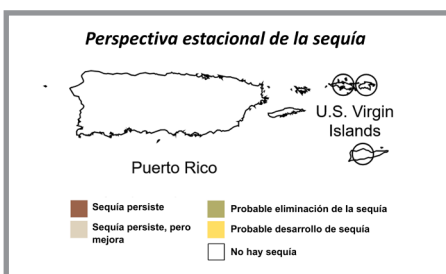 Perspectiva estacional de la sequía
U.S. Virgin
Islands
Puerto Rico
Sequía persiste
Sequía persiste, pero
mejora
Probable eliminación de la sequía
Probable desarrollo de sequía
No hay sequía